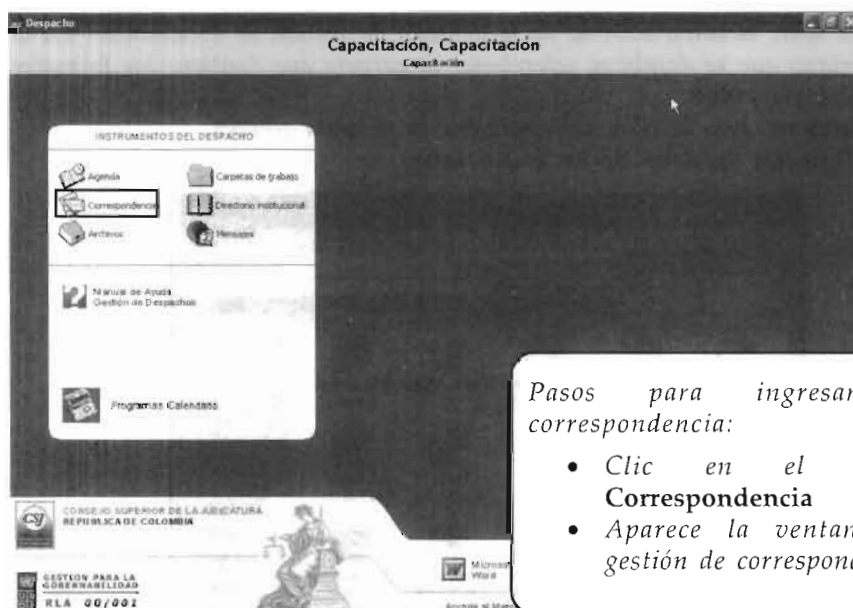 Despacho
Capacitación, Capacitación
Capacitación
INSTRUMENTOS DEL DESPACHO
Agenda
Carpetas de trabajo
Correspondencia
Directorio institucional
Archivos
Mensajes
Manual de Ayuda
Gestión de Despachos
Programas Calendario
Pasos para ingresar
correspondencia:
• Clic en el
Correspondencia
• Aparece la ventan
gestión de correspond
CONSEJO SUPERIOR DE LA JUDICATURA
REPUBLICA DE COLOMBIA
csj
Microsof
Word
GESTION PARA LA
GOBERNABILIDAD
RLA 00/001